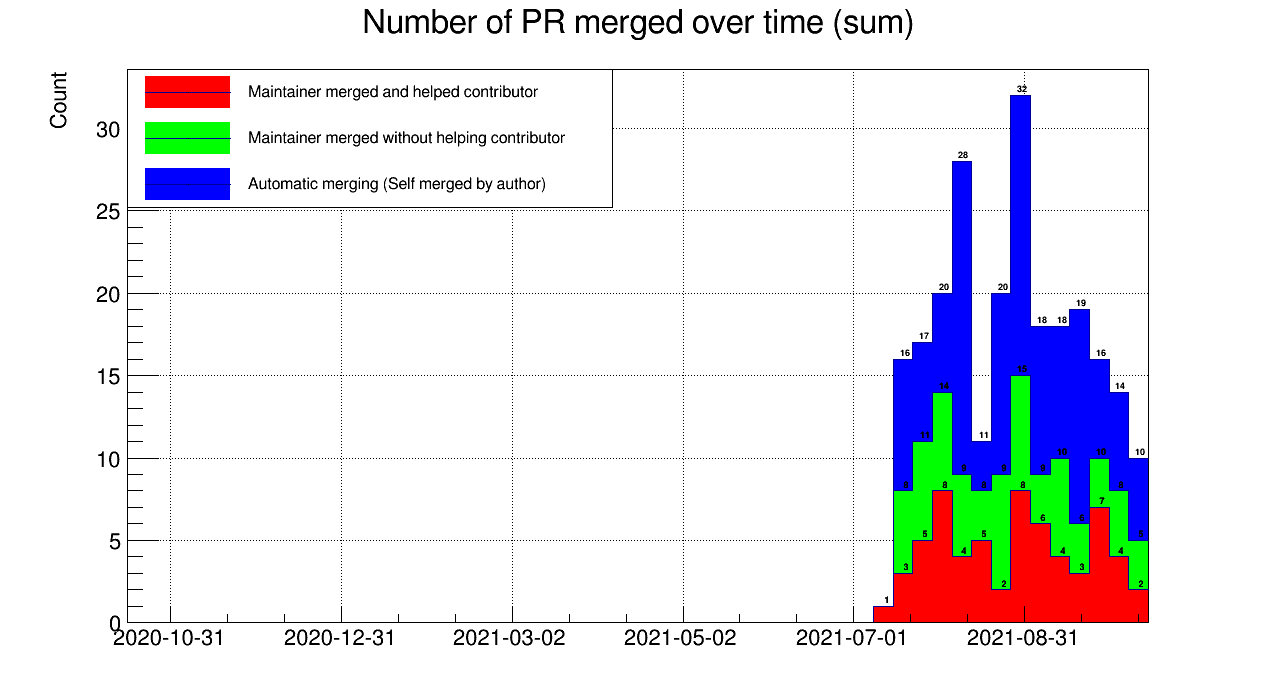 Number of PR merged over time (sum)
Count
Maintainer merged and helped contributor
Maintainer merged without helping contributor
Automatic merging (Self merged by author)
30
25
20
15
10
5
0
32
28
20 20
19
18 18
17
16 16
15
14 14
11 11
10 10 10
9 9 9
8 8 8 8 8
7
6 6
5 5 5
4 4 4
3 3
2 2
1
2020-10-31 2020-12-31 2021-03-02 2021-05-02 2021-07-01 2021-08-31